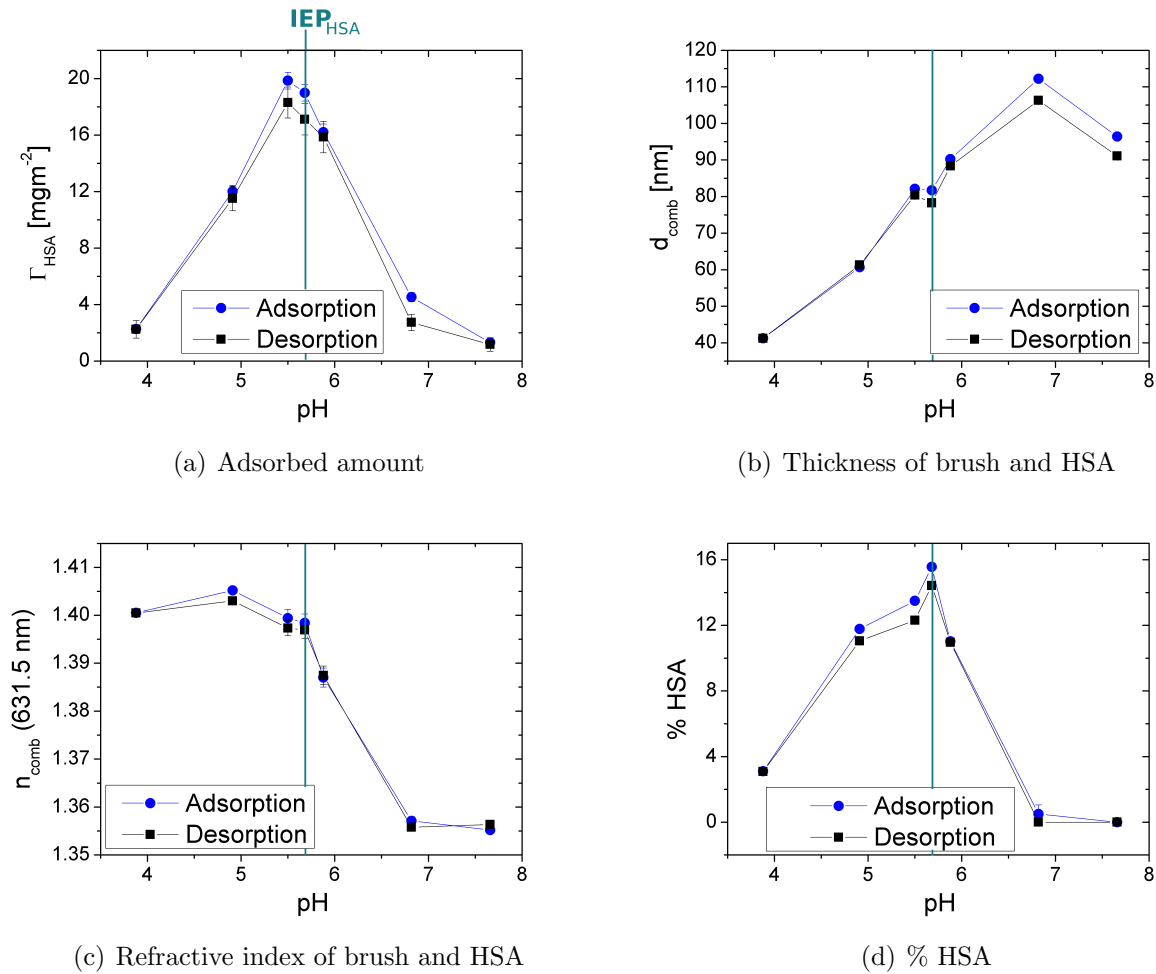 IEP_HSA
20
16
12
8
4
0
Γ_HSA [mgm^-2]
Adsorption
Desorption
4 5 6 7 8
pH
(a) Adsorbed amount
120
110
100
90
80
70
60
50
40
d_comb [nm]
Adsorption
Desorption
4 5 6 7 8
pH
(b) Thickness of brush and HSA
1.41
1.40
1.39
1.38
1.37
1.36
1.35
n_comb (631.5 nm)
Adsorption
Desorption
4 5 6 7 8
pH
(c) Refractive index of brush and HSA
16
12
8
4
0
% HSA
Adsorption
Desorption
4 5 6 7 8
pH
(d) % HSA